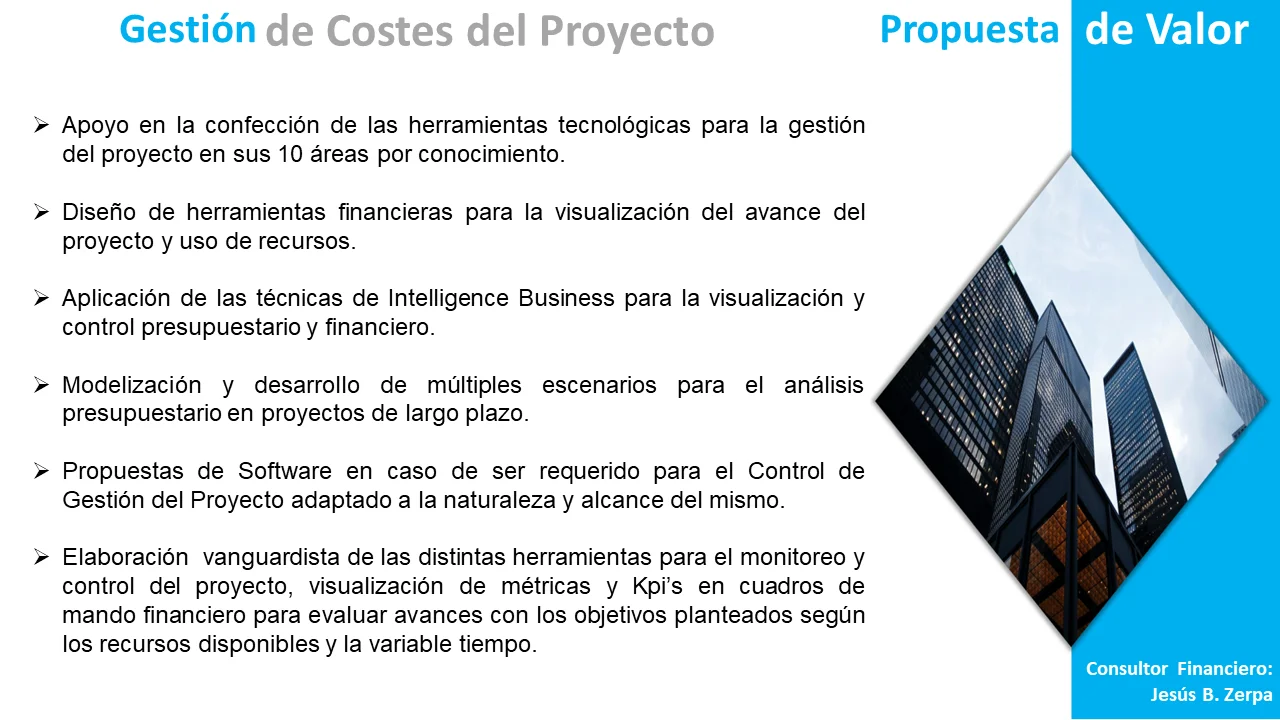 Gestión de Costes del Proyecto
Propuesta de Valor
➢ Apoyo en la confección de las herramientas tecnológicas para la gestión
del proyecto en sus 10 áreas por conocimiento.
➢ Diseño de herramientas financieras para la visualización del avance del
proyecto y uso de recursos.
➢ Aplicación de las técnicas de Intelligence Business para la visualización y
control presupuestario y financiero.
➢ Modelización y desarrollo de múltiples escenarios para el análisis
presupuestario en proyectos de largo plazo.
➢ Propuestas de Software en caso de ser requerido para el Control de
Gestión del Proyecto adaptado a la naturaleza y alcance del mismo.
➢ Elaboración vanguardista de las distintas herramientas para el monitoreo y
control del proyecto, visualización de métricas y Kpi’s en cuadros de
mando financiero para evaluar avances con los objetivos planteados según
los recursos disponibles y la variable tiempo.
Consultor Financiero:
Jesús B. Zerpa